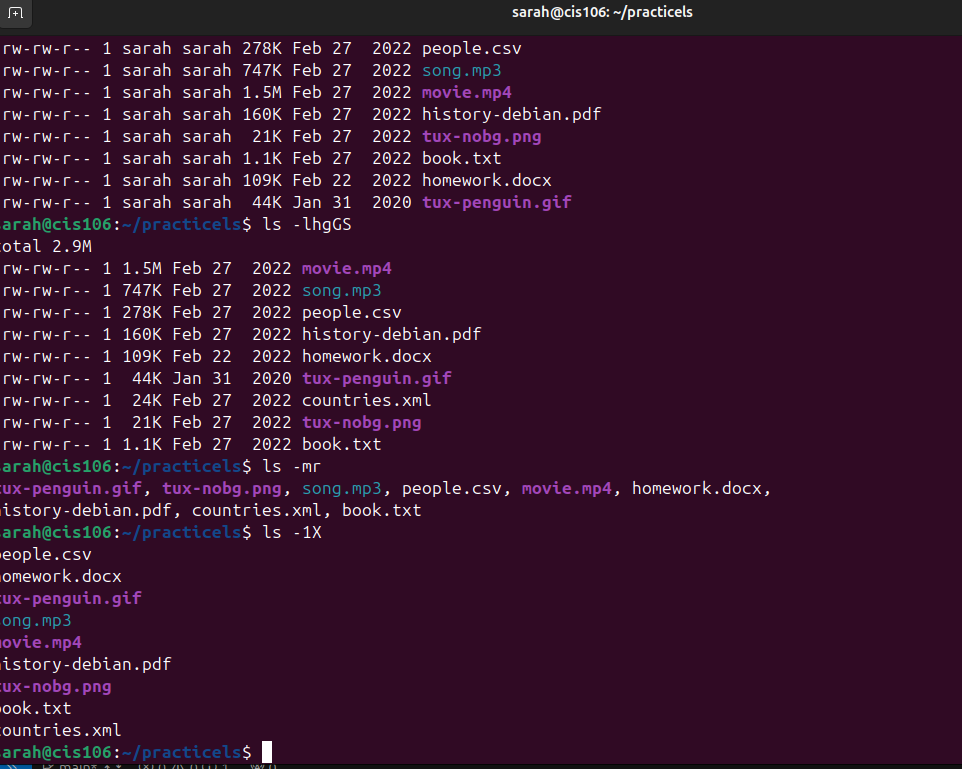 sarah@cis106: ~/practicels
rw-rw-r-- 1 sarah sarah 278K Feb 27  2022 people.csv
rw-rw-r-- 1 sarah sarah 747K Feb 27  2022 song.mp3
rw-rw-r-- 1 sarah sarah 1.5M Feb 27  2022 movie.mp4
rw-rw-r-- 1 sarah sarah 160K Feb 27  2022 history-debian.pdf
rw-rw-r-- 1 sarah sarah  21K Feb 27  2022 tux-nobg.png
rw-rw-r-- 1 sarah sarah 1.1K Feb 27  2022 book.txt
rw-rw-r-- 1 sarah sarah 109K Feb 22  2022 homework.docx
rw-rw-r-- 1 sarah sarah  44K Jan 31  2020 tux-penguin.gif
arah@cis106:~/practicels$ ls -lhgGS
otal 2.9M
rw-rw-r-- 1 1.5M Feb 27  2022 movie.mp4
rw-rw-r-- 1 747K Feb 27  2022 song.mp3
rw-rw-r-- 1 278K Feb 27  2022 people.csv
rw-rw-r-- 1 160K Feb 27  2022 history-debian.pdf
rw-rw-r-- 1 109K Feb 22  2022 homework.docx
rw-rw-r-- 1  44K Jan 31  2020 tux-penguin.gif
rw-rw-r-- 1  24K Feb 27  2022 countries.xml
rw-rw-r-- 1  21K Feb 27  2022 tux-nobg.png
rw-rw-r-- 1 1.1K Feb 27  2022 book.txt
arah@cis106:~/practicels$ ls -mr
tux-penguin.gif, tux-nobg.png, song.mp3, people.csv, movie.mp4, homework.docx,
istory-debian.pdf, countries.xml, book.txt
arah@cis106:~/practicels$ ls -1X
people.csv
omework.docx
tux-penguin.gif
song.mp3
movie.mp4
istory-debian.pdf
tux-nobg.png
book.txt
countries.xml
arah@cis106:~/practicels$